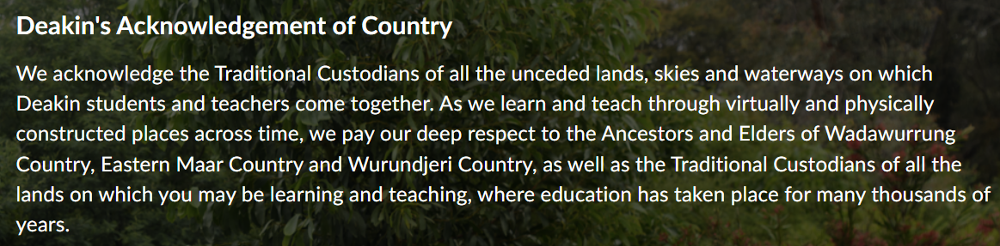 Deakin's Acknowledgement of Country
We acknowledge the Traditional Custodians of all the unceded lands, skies and waterways on which
Deakin students and teachers come together. As we learn and teach through virtually and physically
constructed places across time, we pay our deep respect to the Ancestors and Elders of Wadawurrung
Country, Eastern Maar Country and Wurundjeri Country, as well as the Traditional Custodians of all the
lands on which you may be learning and teaching, where education has taken place for many thousands of
years.